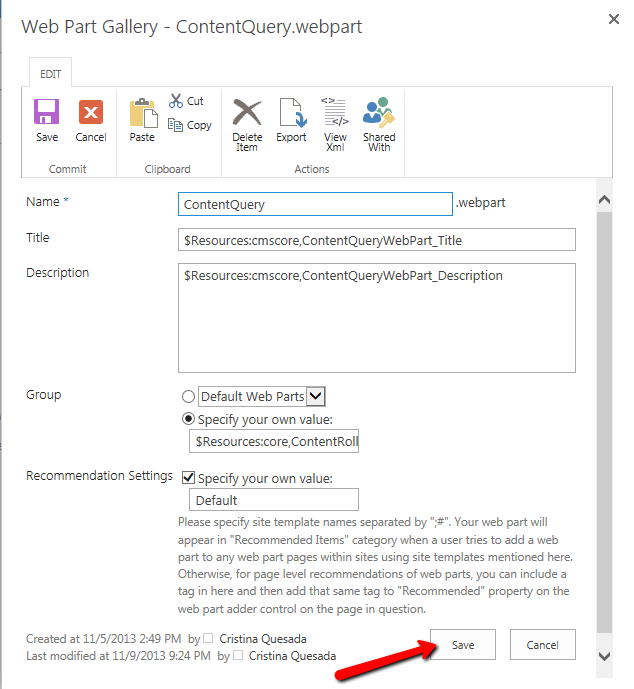 Web Part Gallery - ContentQuery.webpart
EDIT
Save
Cancel
Paste
Cut
Copy
Delete Item
Export
View Xml
Shared With
Commit
Clipboard
Actions
Name * ContentQuery .webpart
Title $Resources:cmscore,ContentQueryWebPart_Title
Description $Resources:cmscore,ContentQueryWebPart_Description
Group Default Web Parts
Specify your own value:
$Resources:core,ContentRoll
Recommendation Settings Specify your own value:
Default
Please specify site template names separated by ";#". Your web part will
appear in "Recommended Items" category when a user tries to add a web
part to any web part pages within sites using site templates mentioned here.
Otherwise, for page level recommendations of web parts, you can include a
tag in here and then add that same tag to "Recommended" property on the
web part adder control on the page in question.
Created at 11/5/2013 2:49 PM by Cristina Quesada
Last modified at 11/9/2013 9:24 PM by Cristina Quesada
Save Cancel